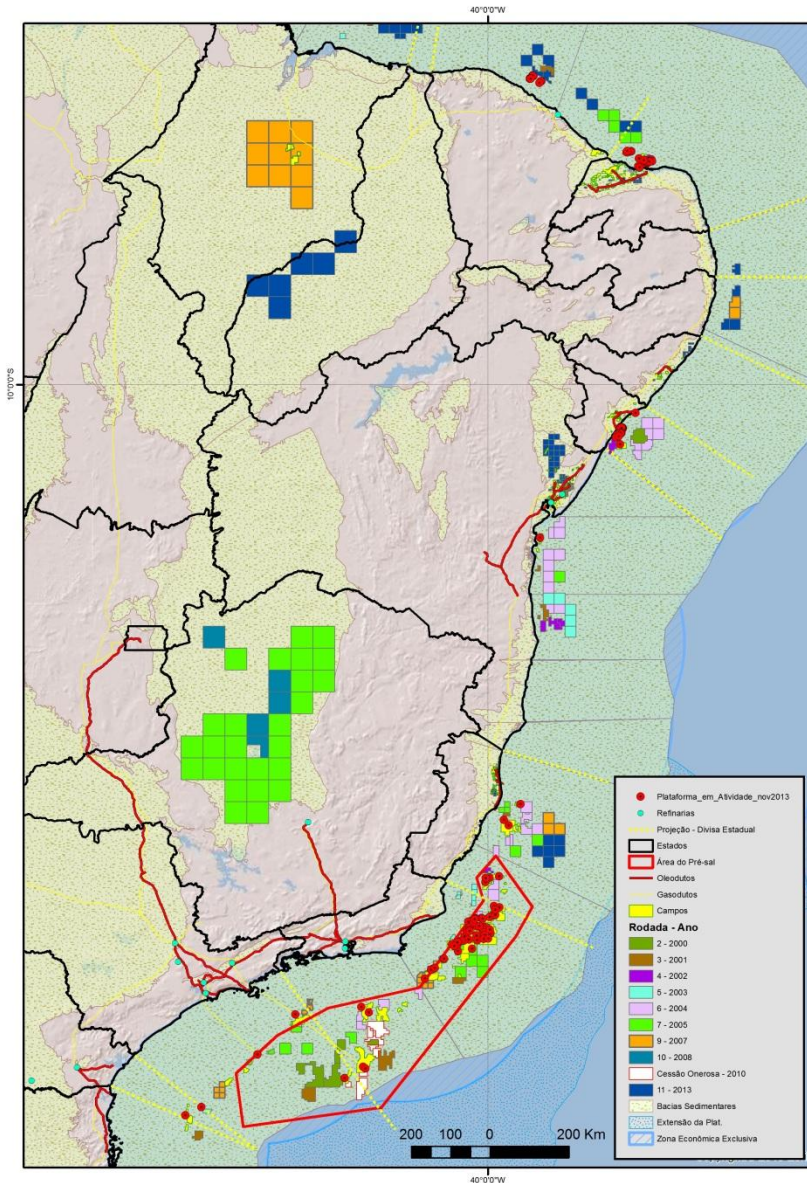 40°0'0"W
10°0'0"S
Plataforma_em_Atividade_nov2013
Refinarias
Projeção - Divisa Estadual
Estados
Área do Pré-sal
Oleodutos
Gasodutos
Campos
Rodada - Ano
2 - 2000
3 - 2001
4 - 2002
5 - 2003
6 - 2004
7 - 2005
9 - 2007
10 - 2008
Cessão Onerosa - 2010
11 - 2013
Bacias Sedimentares
Extensão da Plat.
Zona Econômica Exclusiva
200 100 0 200 Km
40°0'0"W